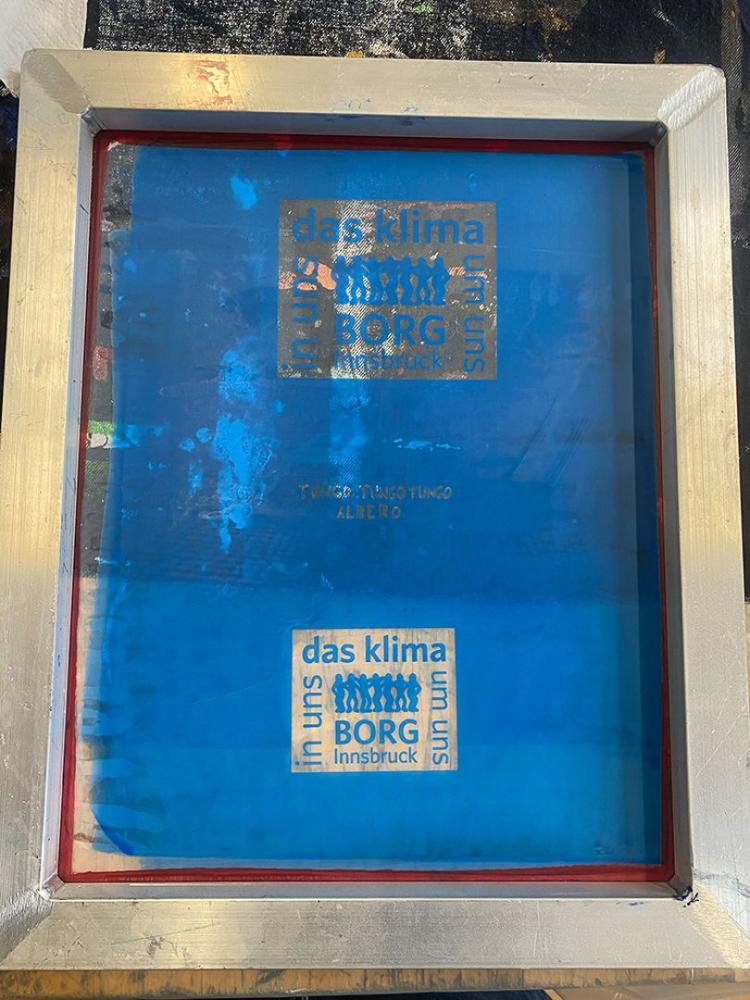 das klima
in uns
um uns
BORG
Innsbruck
TUNGO TUNGO TUNGO
ALBERO
das klima
in uns
um uns
BORG
Innsbruck